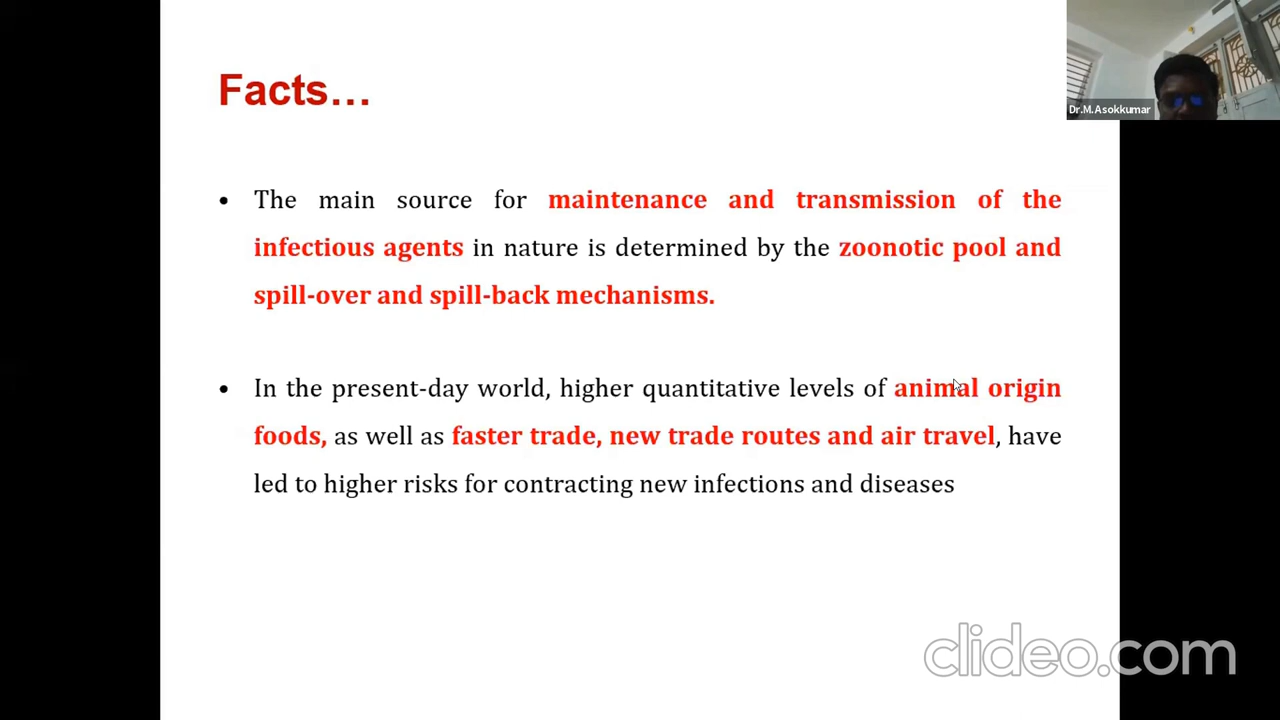 Facts…
Dr.M.Asokkumar
• The main source for maintenance and transmission of the
infectious agents in nature is determined by the zoonotic pool and
spill-over and spill-back mechanisms.
• In the present-day world, higher quantitative levels of animal origin
foods, as well as faster trade, new trade routes and air travel, have
led to higher risks for contracting new infections and diseases
clideo.com